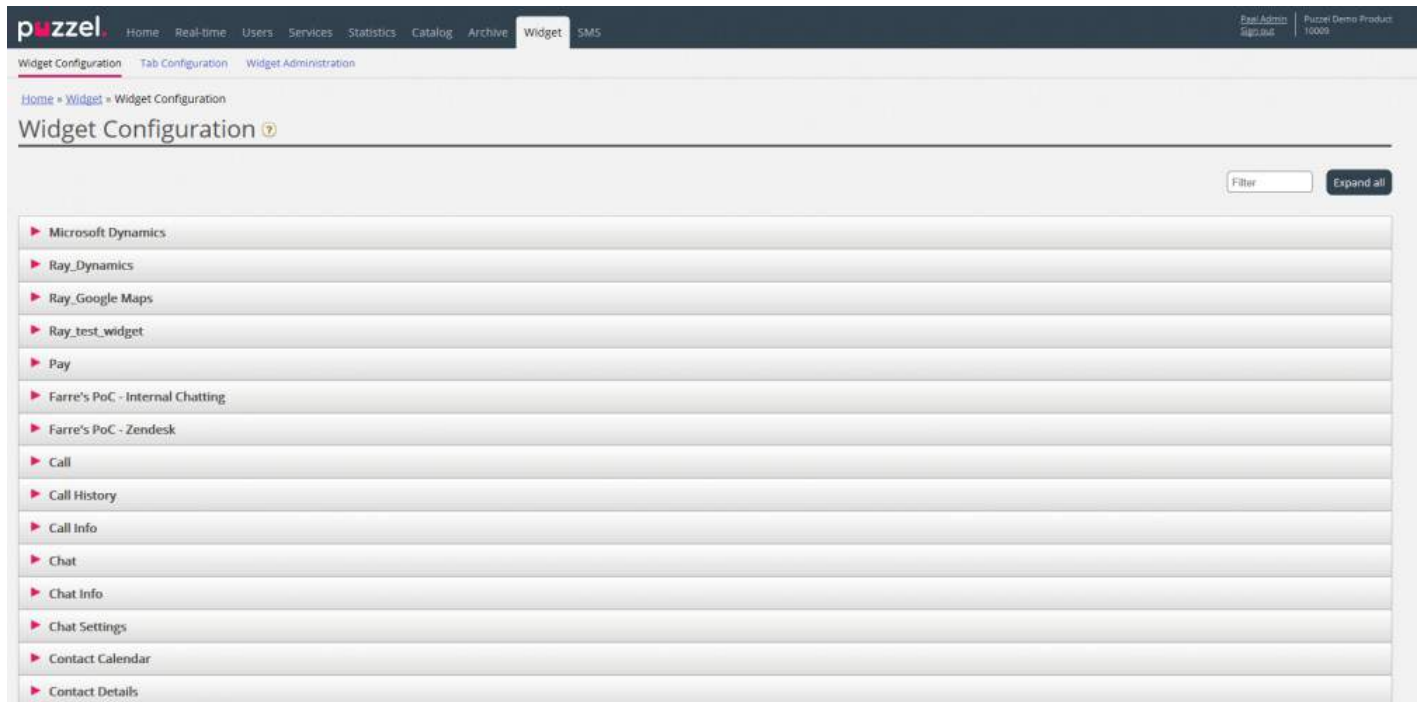 puzzel. Home Real-time Users Services Statistics Catalog Archive Widget SMS
Paal Admin Puzzel Demo Product
Sign out 10009
Widget Configuration Tab Configuration Widget Administration
Home » Widget » Widget Configuration
Widget Configuration ?
Filter Expand all
Microsoft Dynamics
Ray_Dynamics
Ray_Google Maps
Ray_test_widget
Pay
Farre's PoC - Internal Chatting
Farre's PoC - Zendesk
Call
Call History
Call Info
Chat
Chat Info
Chat Settings
Contact Calendar
Contact Details